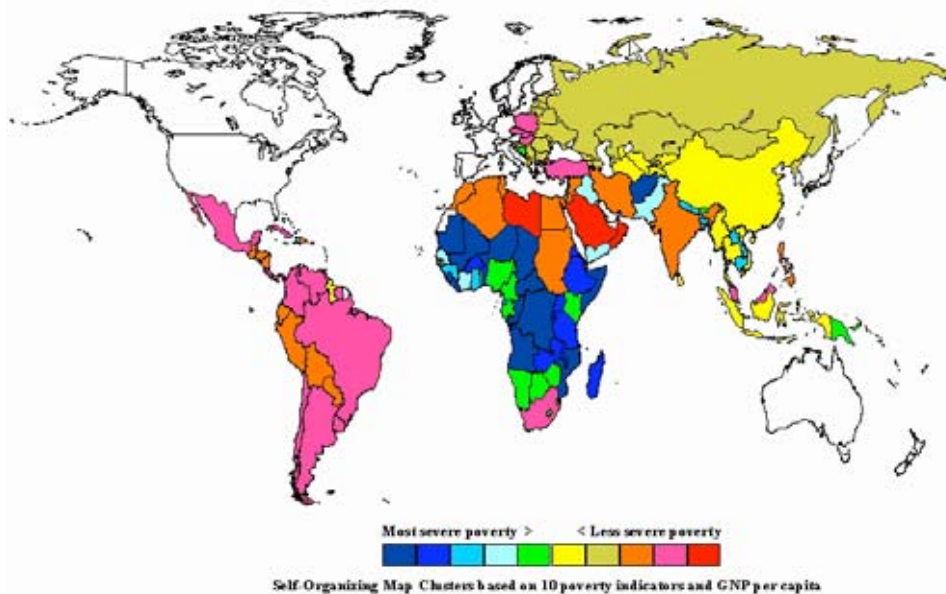 Most severe poverty > < Less severe poverty
Self-Organizing Map Clusters based on 10 poverty indicators and GNP per capita